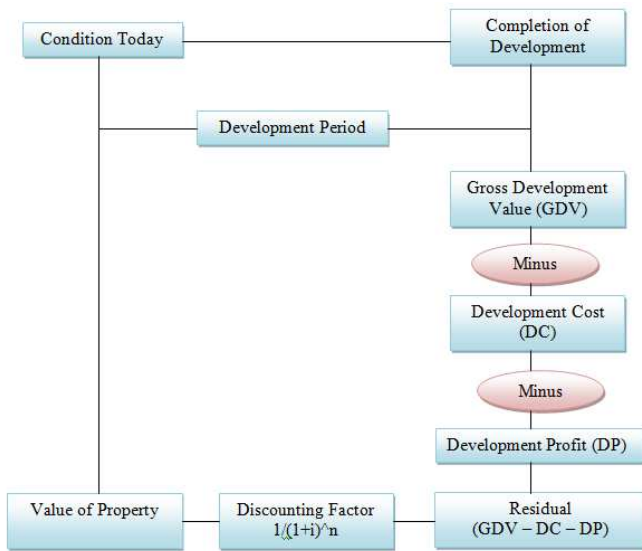 Condition Today
Completion of
Development
Development Period
Gross Development
Value (GDV)
Minus
Development Cost
(DC)
Minus
Development Profit (DP)
Value of Property
Discounting Factor
1/(1+i)^n
Residual
(GDV – DC – DP)